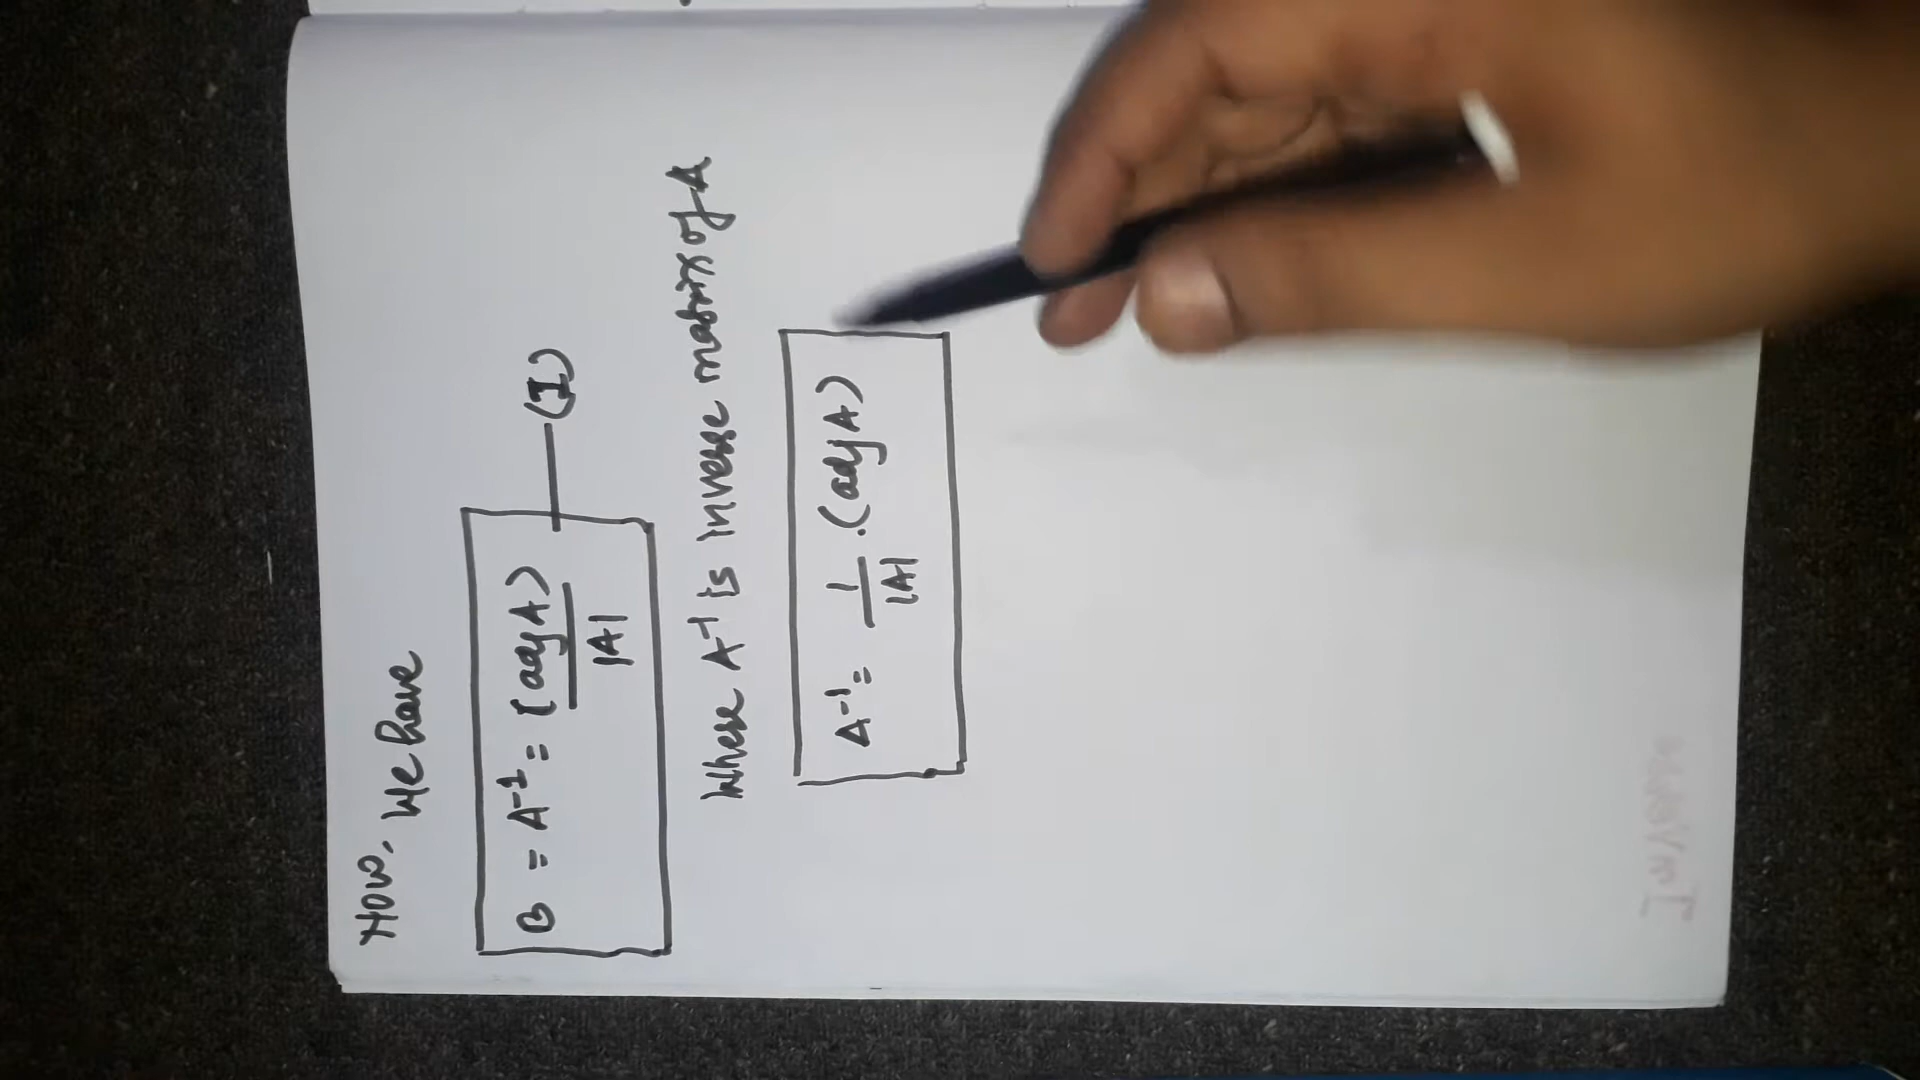 Now, We have
B = A⁻¹ = (adj A) / |A| —(I)
Where A⁻¹ is inverse matrix of A
A⁻¹ = 1/|A| . (adj A)